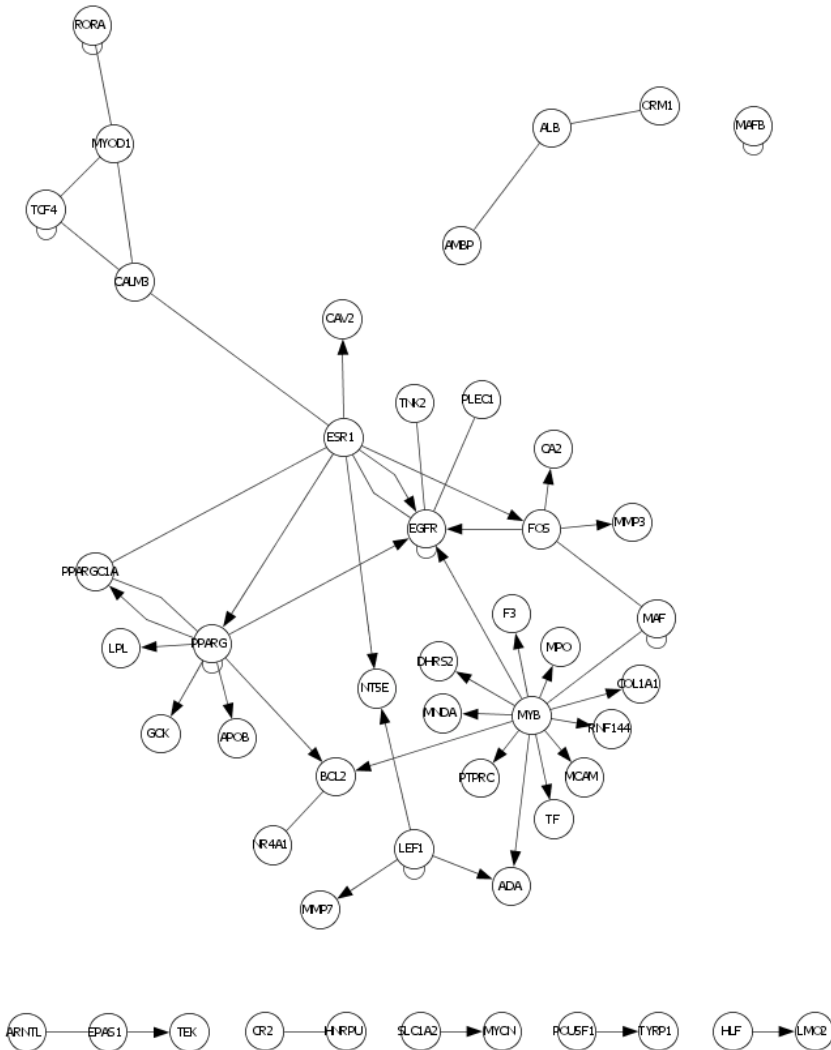 RORA
ORM1
ALB
MAFB
MYOD1
TCF4
AMBP
CALM3
CAV2
TNK2
PLEC1
ESR1
CA2
EGFR
FOS
MMP3
PPARGC1A
F3
MAF
LPL
PPARG
DHRS2
MPO
NT5E
COL1A1
MNDA
MYB
RNF144
GCK
APOB
BCL2
PTPRC
MCAM
TF
NR4A1
LEF1
ADA
MMP7
ARNTL
EPAS1
TEK
CR2
HNRPU
SLC1A2
MYCN
POU5F1
TYRP1
HLF
LMO2